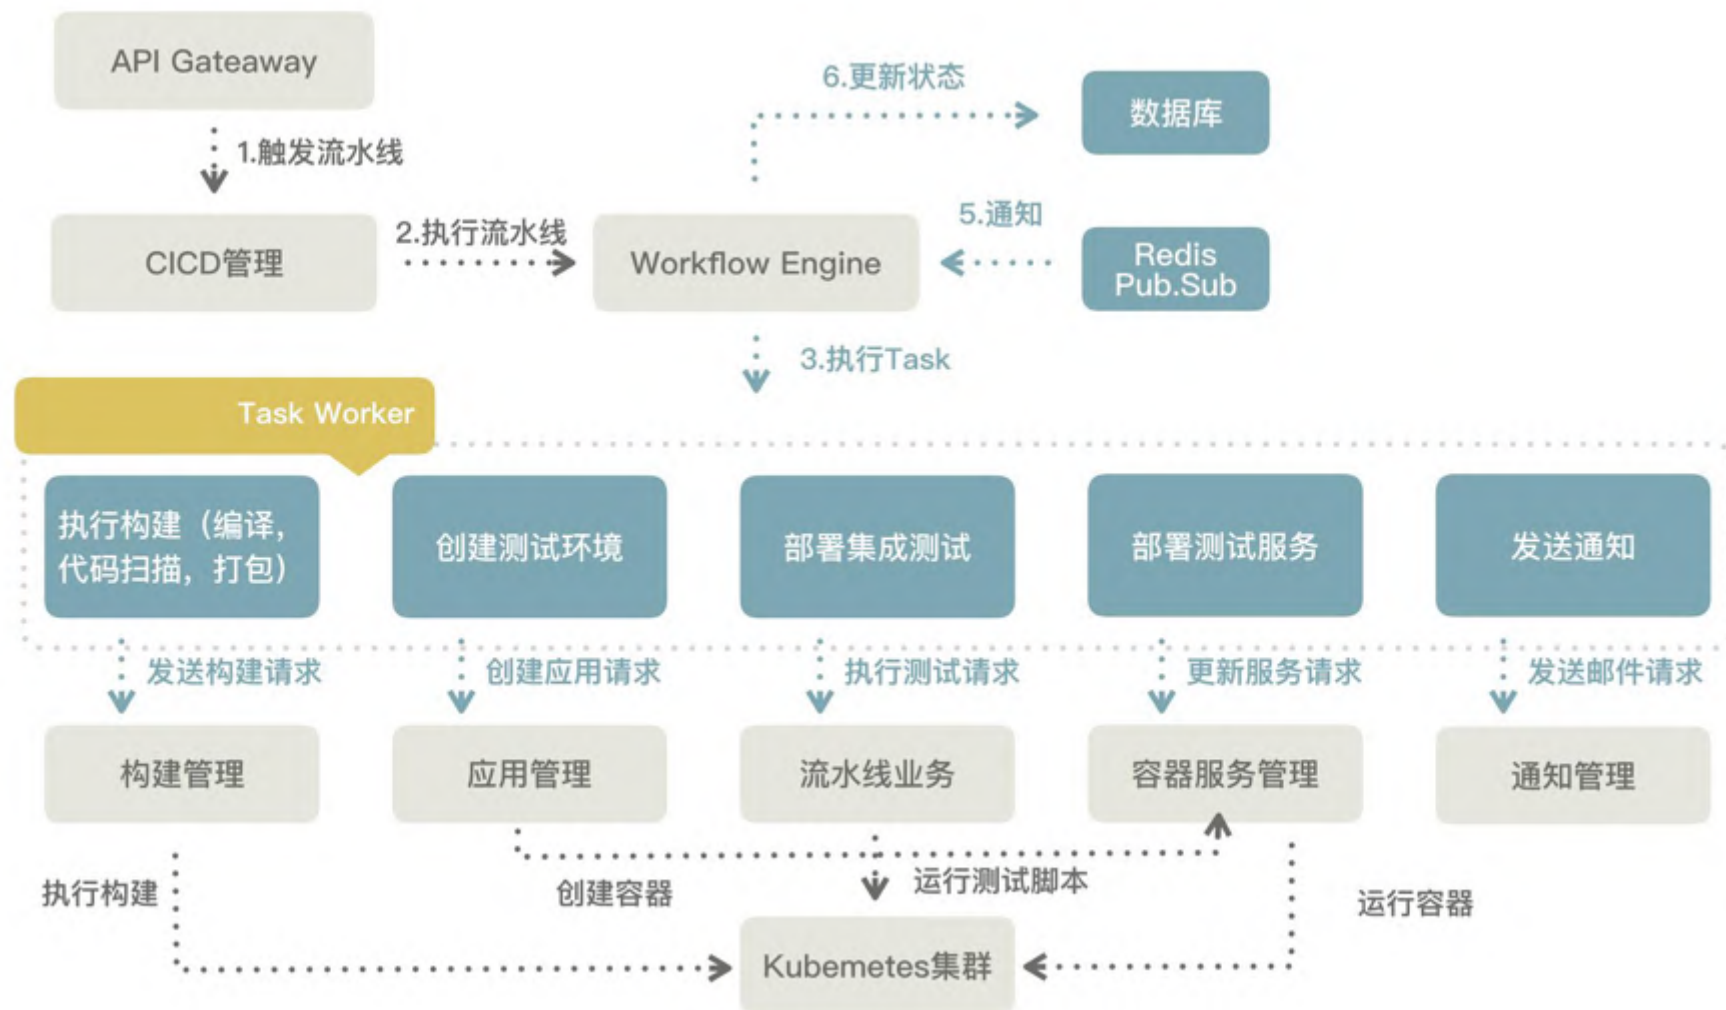 API Gateaway
6.更新状态
数据库
1.触发流水线
CICD管理
2.执行流水线
Workflow Engine
5.通知
Redis
Pub.Sub
3.执行Task
Task Worker
执行构建（编译，
代码扫描，打包）
创建测试环境
部署集成测试
部署测试服务
发送通知
发送构建请求
创建应用请求
执行测试请求
更新服务请求
发送邮件请求
构建管理
应用管理
流水线业务
容器服务管理
通知管理
执行构建
创建容器
运行测试脚本
运行容器
Kubemetes集群